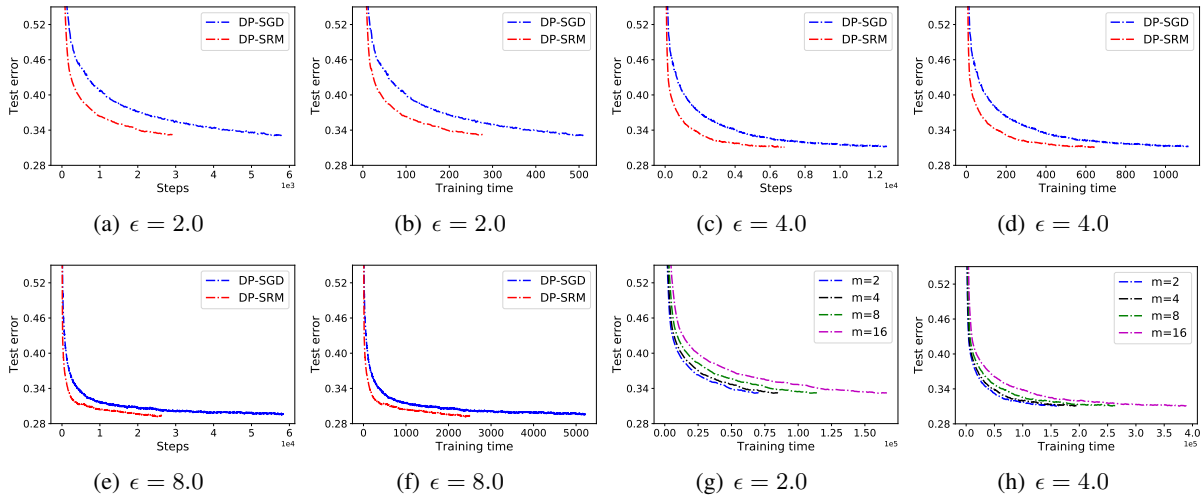 0.52
0.46
0.40
0.34
0.28
Test error
DP-SGD
DP-SRM
0 1 2 3 4 5 6
Steps
1e3
(a) ϵ = 2.0
0.52
0.46
0.40
0.34
0.28
Test error
DP-SGD
DP-SRM
0 100 200 300 400 500
Training time
(b) ϵ = 2.0
0.52
0.46
0.40
0.34
0.28
Test error
DP-SGD
DP-SRM
0.0 0.2 0.4 0.6 0.8 1.0 1.2
Steps
1e4
(c) ϵ = 4.0
0.52
0.46
0.40
0.34
0.28
Test error
DP-SGD
DP-SRM
0 200 400 600 800 1000
Training time
(d) ϵ = 4.0
0.52
0.46
0.40
0.34
0.28
Test error
DP-SGD
DP-SRM
0 1 2 3 4 5 6
Steps
1e4
(e) ϵ = 8.0
0.52
0.46
0.40
0.34
0.28
Test error
DP-SGD
DP-SRM
0 1000 2000 3000 4000 5000
Training time
(f) ϵ = 8.0
0.52
0.46
0.40
0.34
0.28
Test error
m=2
m=4
m=8
m=16
0.00 0.25 0.50 0.75 1.00 1.25 1.50
Training time
1e5
(g) ϵ = 2.0
0.52
0.46
0.40
0.34
0.28
Test error
m=2
m=4
m=8
m=16
0.0 0.5 1.0 1.5 2.0 2.5 3.0 3.5 4.0
Training time
1e5
(h) ϵ = 4.0